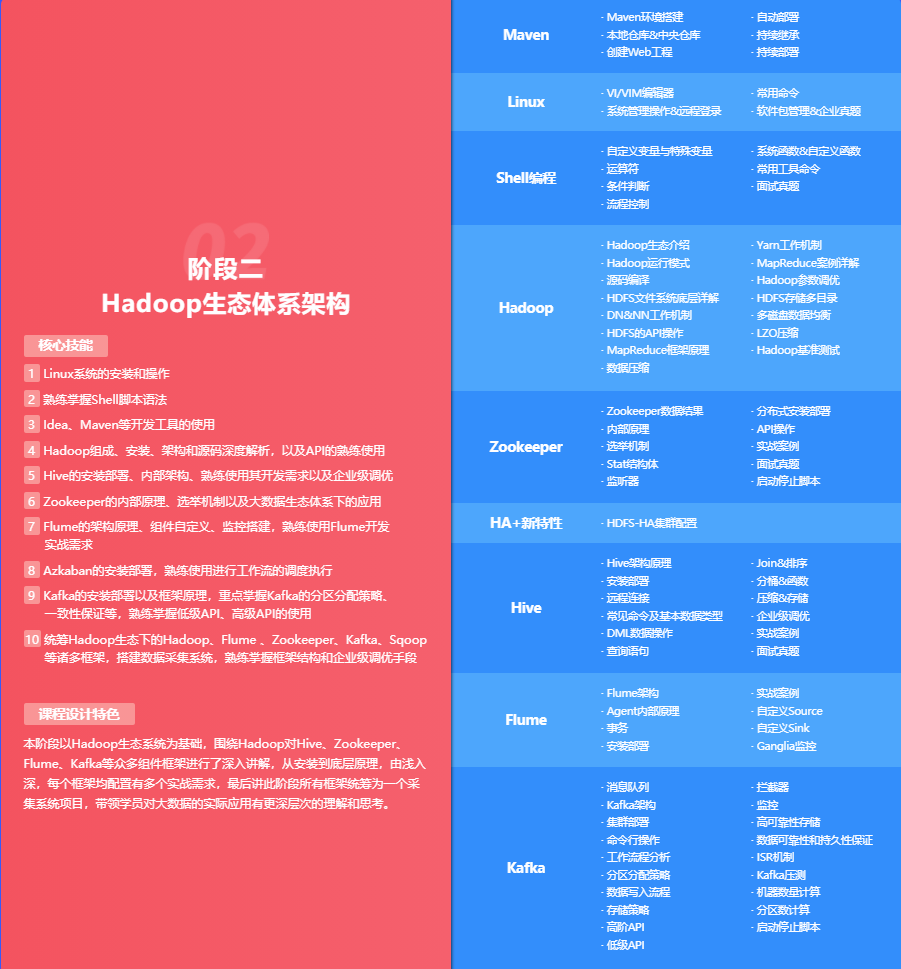 02
阶段二
Hadoop生态体系架构
核心技能
1 Linux系统的安装和操作
2 熟练掌握Shell脚本语法
3 Idea、Maven等开发工具的使用
4 Hadoop组成、安装、架构和源码深度解析，以及API的熟练使用
5 Hive的安装部署、内部架构、熟练使用其开发需求以及企业级调优
6 Zookeeper的内部原理、选举机制以及大数据生态体系下的应用
7 Flume的架构原理、组件自定义、监控搭建，熟练使用Flume开发
实战需求
8 Azkaban的安装部署，熟练使用进行工作流的调度执行
9 Kafka的安装部署以及框架原理，重点掌握Kafka的分区分配策略、
一致性保证等，熟练掌握低级API、高级API的使用
10 统筹Hadoop生态下的Hadoop、Flume 、Zookeeper、Kafka、Sqoop
等诸多框架，搭建数据采集系统，熟练掌握框架结构和企业级调优手段
课程设计特色
本阶段以Hadoop生态系统为基础，围绕Hadoop对Hive、Zookeeper、
Flume、Kafka等众多组件框架进行了深入讲解，从安装到底层原理，由浅入
深，每个框架均配置有多个实战需求，最后讲此阶段所有框架统筹为一个采
集系统项目，带领学员对大数据的实际应用有更深层次的理解和思考。
Maven
· Maven环境搭建
· 本地仓库&中央仓库
· 创建Web工程
· 自动部署
· 持续继承
· 持续部署
Linux
· VI/VIM编辑器
· 系统管理操作&远程登录
· 常用命令
· 软件包管理&企业真题
Shell编程
· 自定义变量与特殊变量
· 运算符
· 条件判断
· 流程控制
· 系统函数&自定义函数
· 常用工具命令
· 面试真题
Hadoop
· Hadoop生态介绍
· Hadoop运行模式
· 源码编译
· HDFS文件系统底层详解
· DN&NN工作机制
· HDFS的API操作
· MapReduce框架原理
· 数据压缩
· Yarn工作机制
· MapReduce案例详解
· Hadoop参数调优
· HDFS存储多目录
· 多磁盘数据均衡
· LZO压缩
· Hadoop基准测试
Zookeeper
· Zookeeper数据结果
· 内部原理
· 选举机制
· Stat结构体
· 监听器
· 分布式安装部署
· API操作
· 实战案例
· 面试真题
· 启动停止脚本
HA+新特性
· HDFS-HA集群配置
Hive
· Hive架构原理
· 安装部署
· 远程连接
· 常见命令及基本数据类型
· DML数据操作
· 查询语句
· Join&排序
· 分桶&函数
· 压缩&存储
· 企业级调优
· 实战案例
· 面试真题
Flume
· Flume架构
· Agent内部原理
· 事务
· 安装部署
· 实战案例
· 自定义Source
· 自定义Sink
· Ganglia监控
Kafka
· 消息队列
· Kafka架构
· 集群部署
· 命令行操作
· 工作流程分析
· 分区分配策略
· 数据写入流程
· 存储策略
· 高阶API
· 低级API
· 拦截器
· 监控
· 高可靠性存储
· 数据可靠性和持久性保证
· ISR机制
· Kafka压测
· 机器数量计算
· 分区数计算
· 启动停止脚本